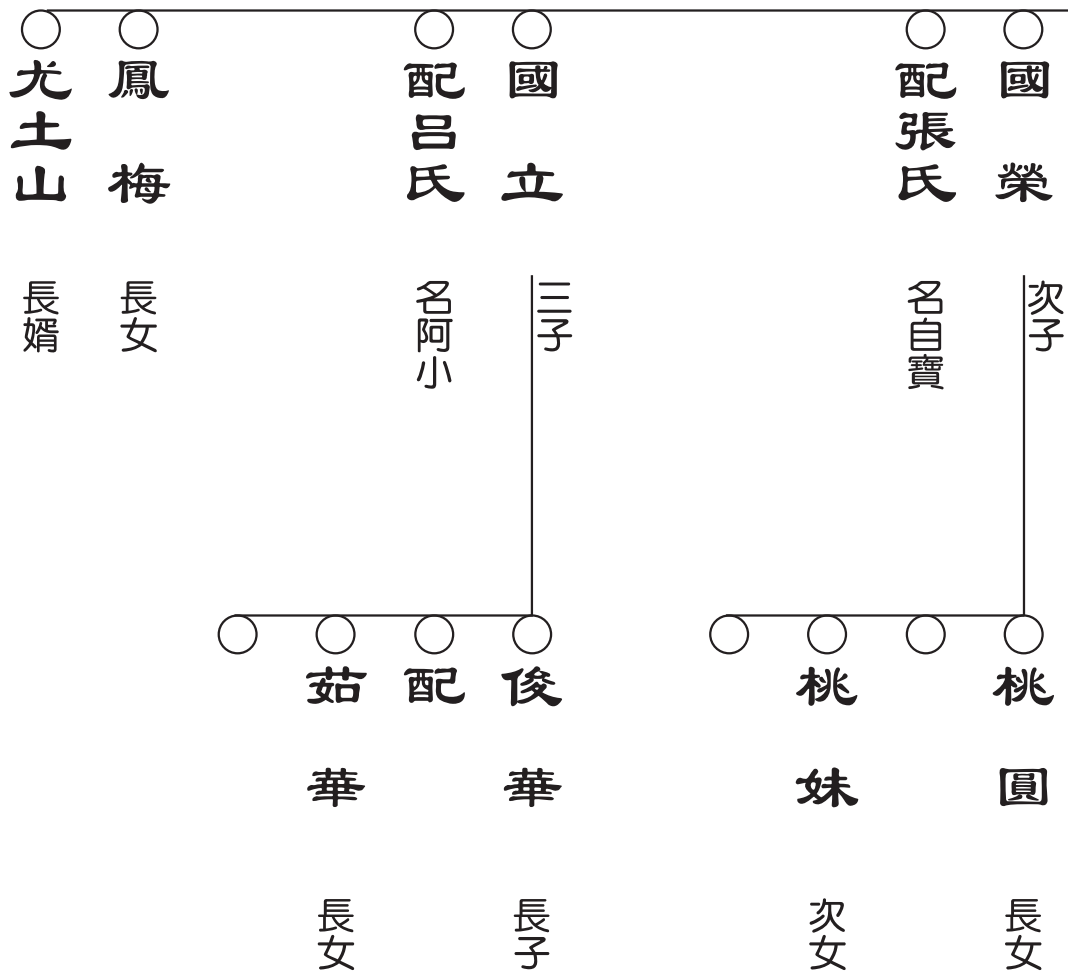 國榮
次子
配張氏
名自寶
國立
三子
配呂氏
名阿小
鳳梅
長女
尤土山
長婿
桃圓
長女
桃妹
次女
俊華
長子
配
茹華
長女